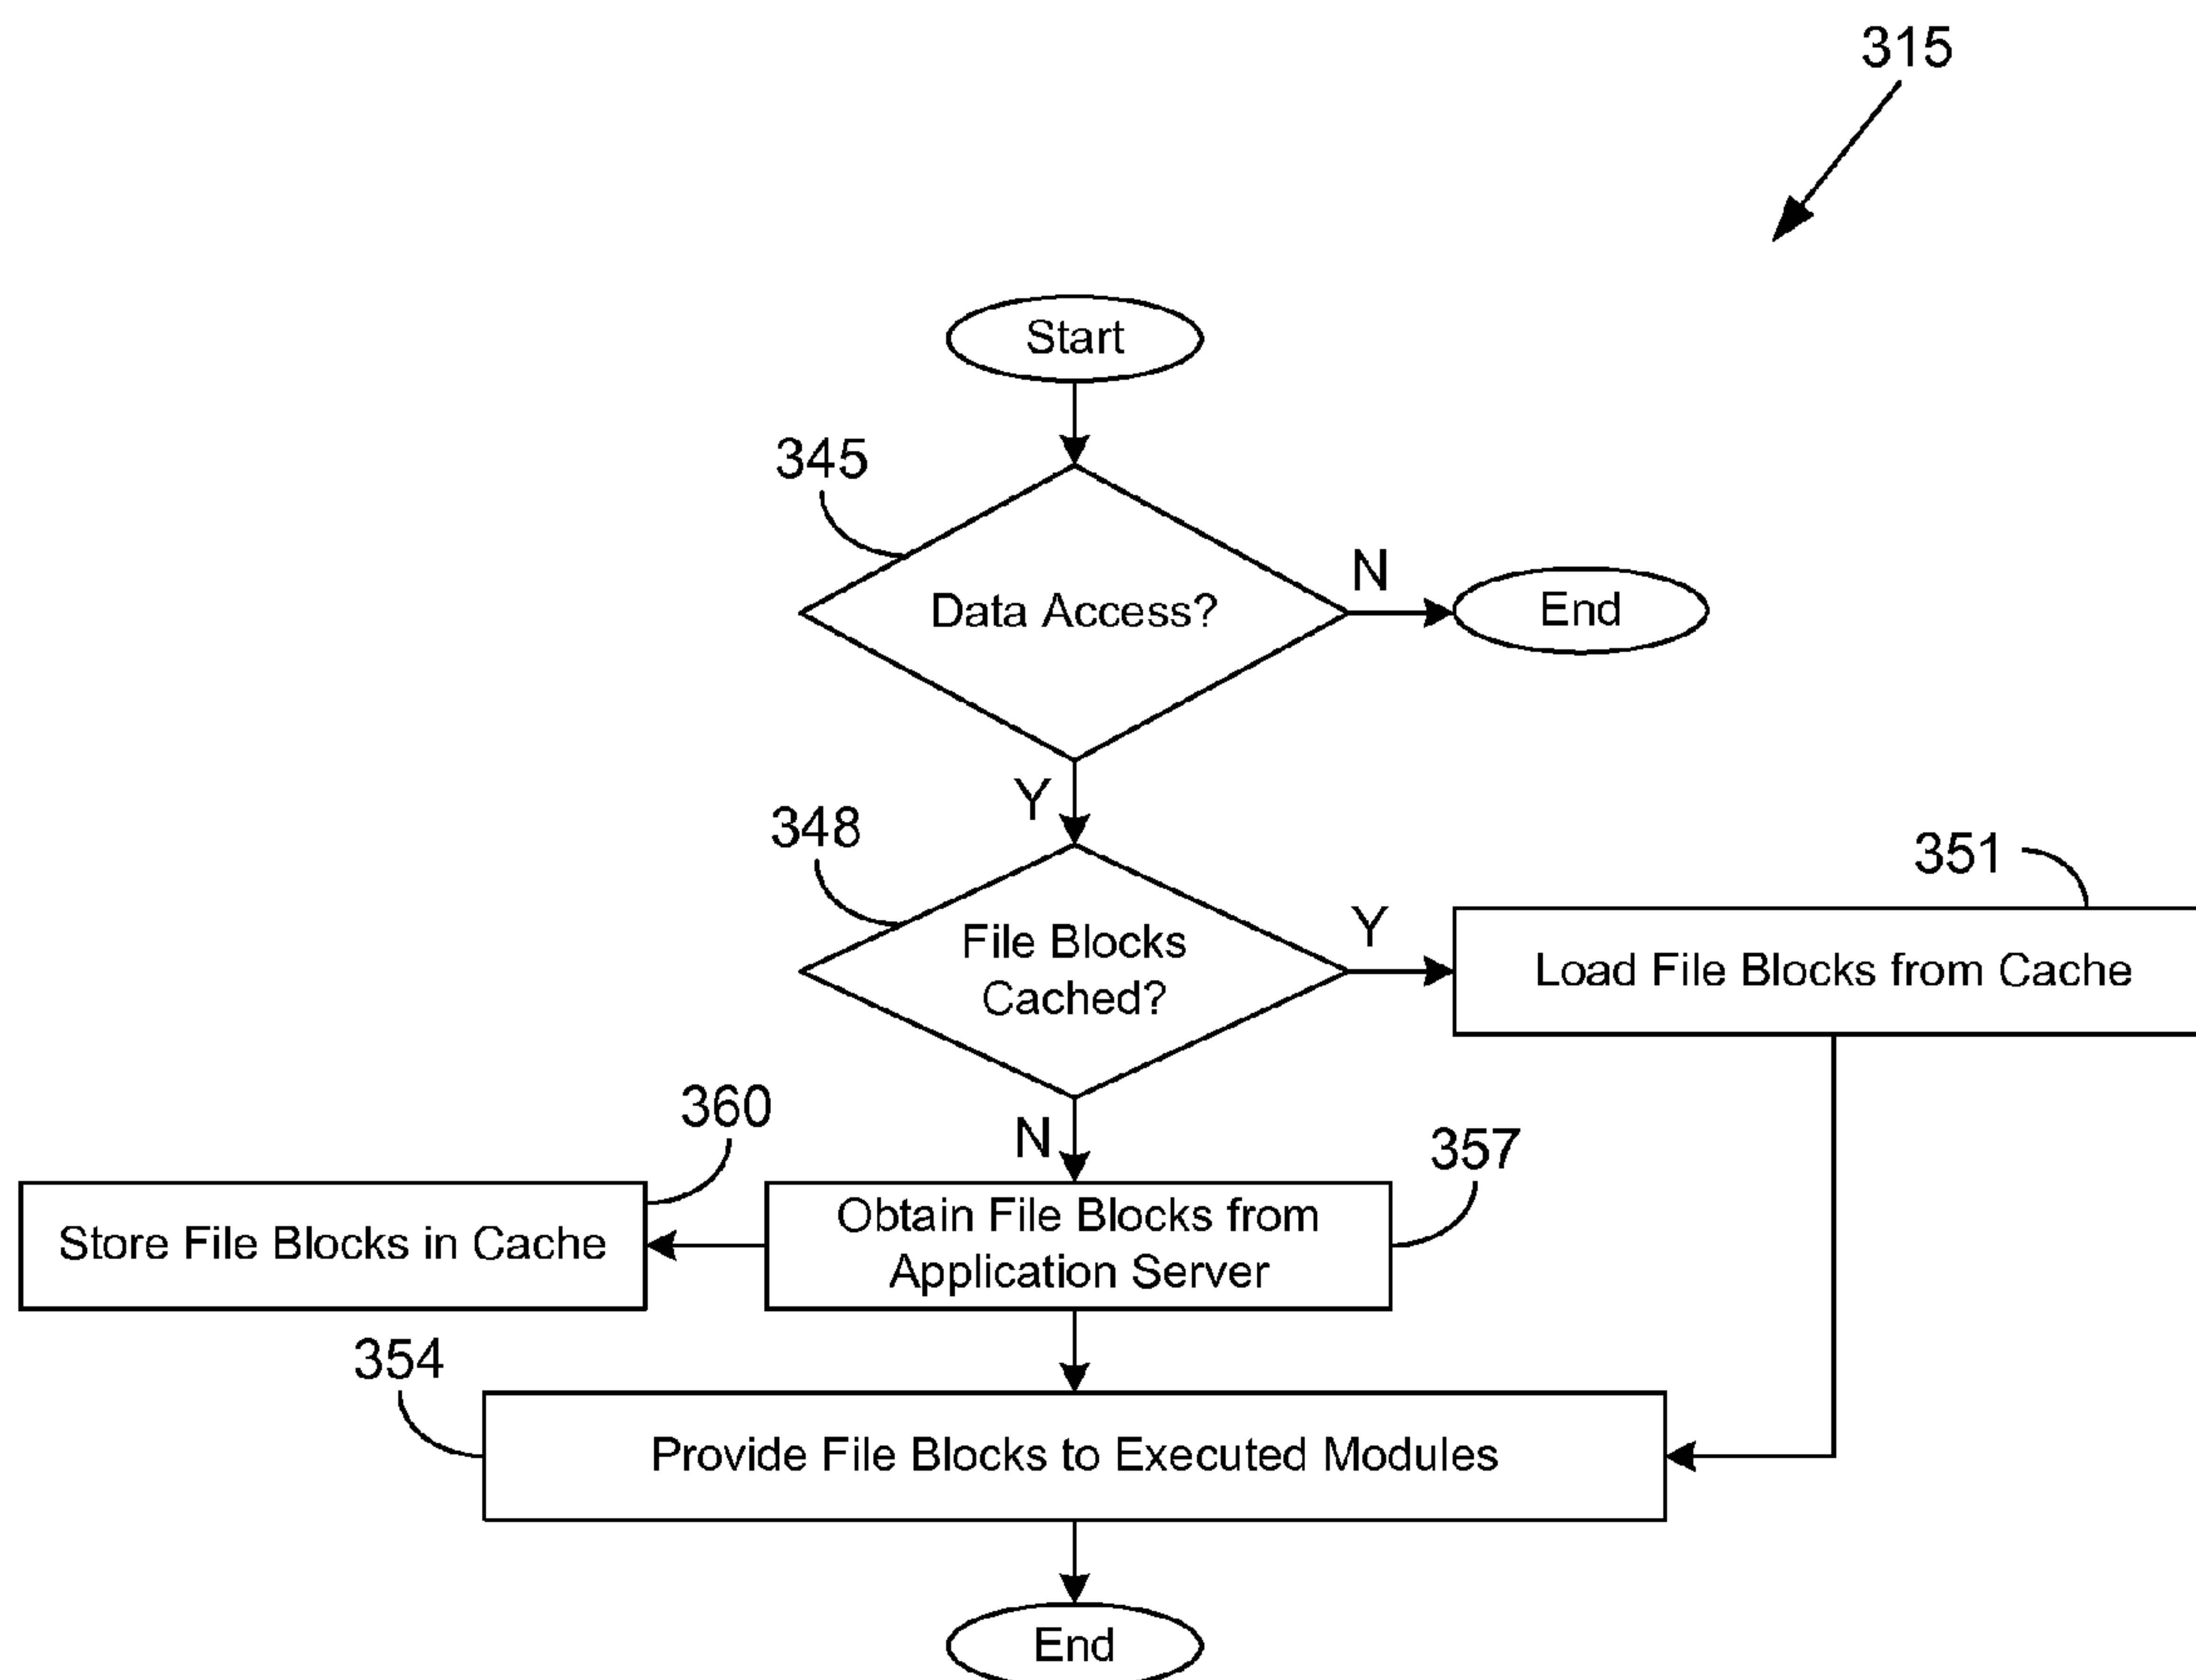 315
Start
345
Data Access?
N
End
Y
348
File Blocks
Cached?
Y
351
Load File Blocks from Cache
N
360
357
Store File Blocks in Cache
Obtain File Blocks from
Application Server
354
Provide File Blocks to Executed Modules
End